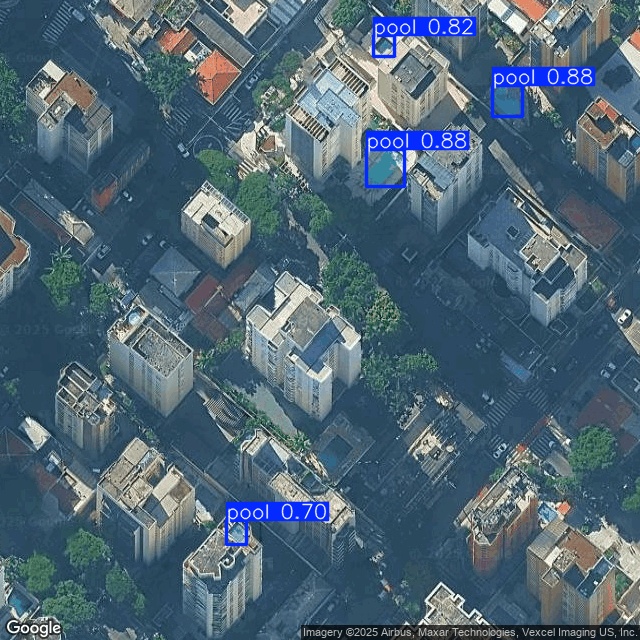 pool 0.82
pool 0.88
pool 0.88
pool 0.70
Google
Imagery ©2025 Airbus, Maxar Technologies, Vexcel Imaging US, Inc.